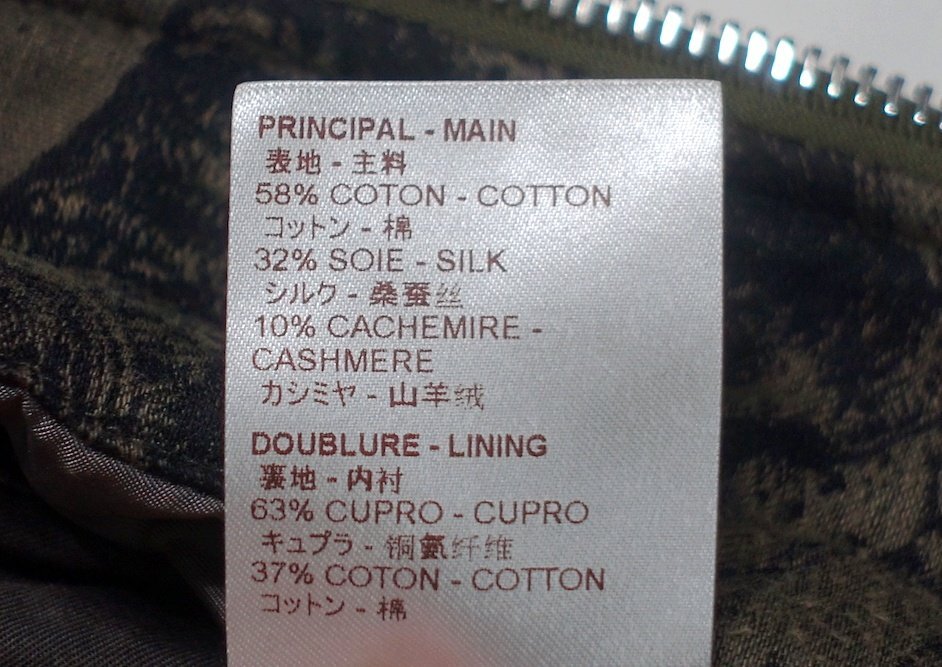 PRINCIPAL - MAIN
表地 - 主料
58% COTON - COTTON
コットン - 棉
32% SOIE - SILK
シルク - 桑蚕丝
10% CACHEMIRE -
CASHMERE
カシミヤ - 山羊绒
DOUBLURE - LINING
裏地 - 内衬
63% CUPRO - CUPRO
キュプラ - 铜氨纤维
37% COTON - COTTON
コットン - 棉